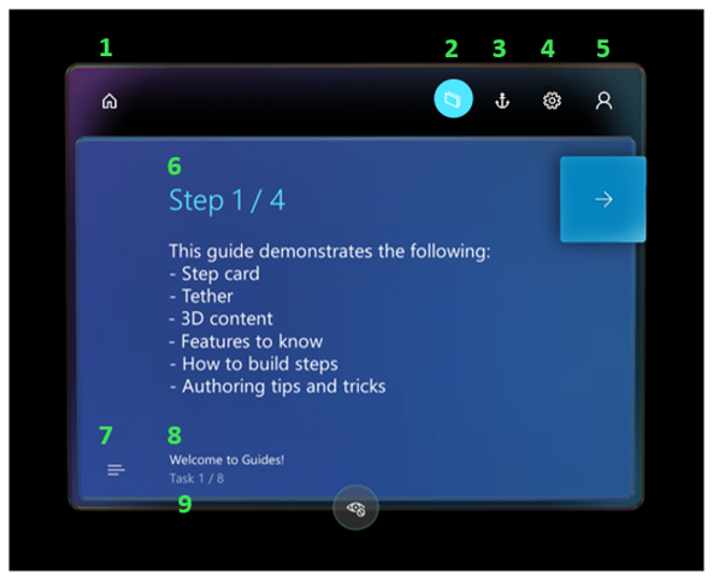 1
2 3 4 5
6
Step 1 / 4
This guide demonstrates the following:
- Step card
- Tether
- 3D content
- Features to know
- How to build steps
- Authoring tips and tricks
7 8
Welcome to Guides!
Task 1 / 8
9